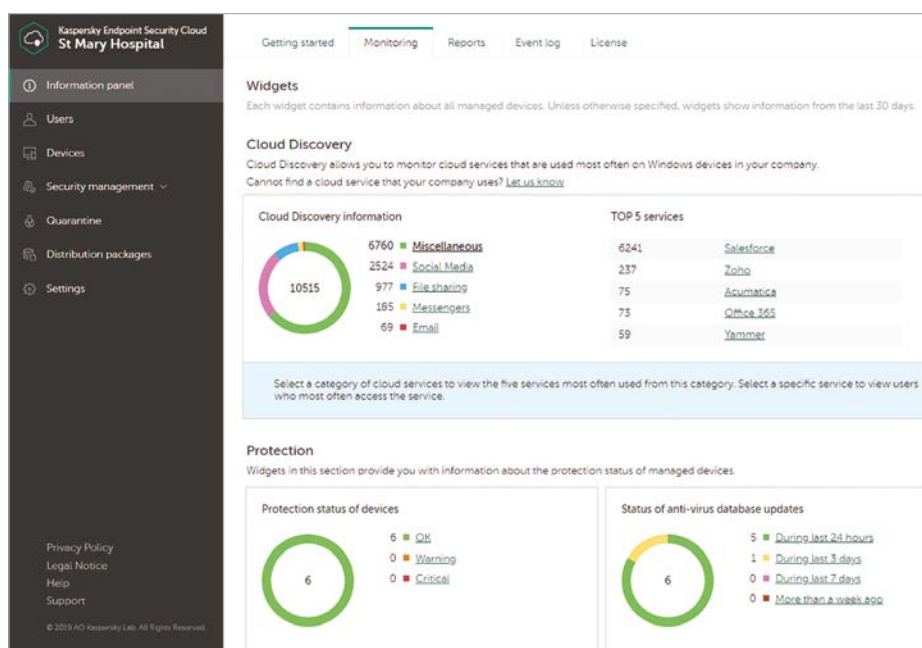 Kaspersky Endpoint Security Cloud
St Mary Hospital
Information panel
Users
Devices
Security management
Quarantine
Distribution packages
Settings
Privacy Policy
Legal Notice
Help
Support
© 2019 AO Kaspersky Lab. All Rights Reserved.
Getting started Monitoring Reports Event log License
Widgets
Each widget contains information about all managed devices. Unless otherwise specified, widgets show information from the last 30 days.
Cloud Discovery
Cloud Discovery allows you to monitor cloud services that are used most often on Windows devices in your company.
Cannot find a cloud service that your company uses? Let us know
Cloud Discovery information
10515
6760 Miscellaneous
2524 Social Media
977 File sharing
185 Messengers
69 Email
TOP 5 services
6241 Salesforce
237 Zoho
75 Acumatica
73 Office 365
59 Yammer
Select a category of cloud services to view the five services most often used from this category. Select a specific service to view users
who most often access the service.
Protection
Widgets in this section provide you with information about the protection status of managed devices.
Protection status of devices
6
6 OK
0 Warning
0 Critical
Status of anti-virus database updates
6
5 During last 24 hours
1 During last 3 days
0 During last 7 days
0 More than a week ago